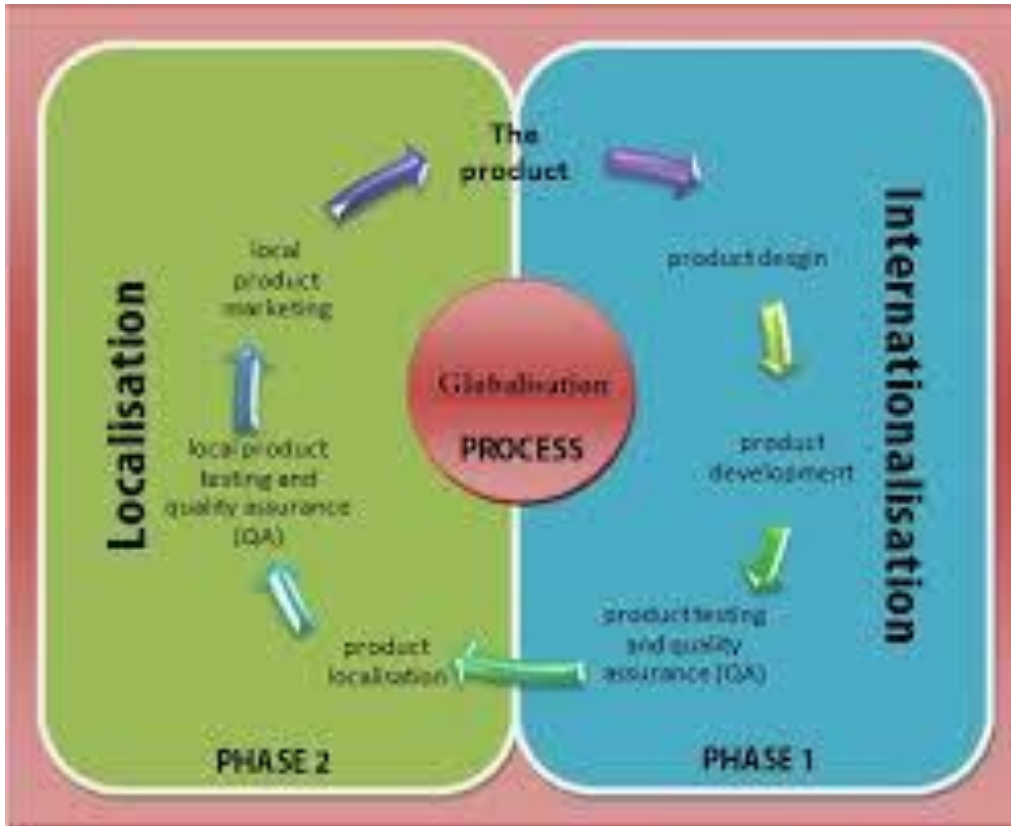 The
product
product desgin
product
development
product testing
and quality
assurance (QA)
Internationalisation
PHASE 1
product
localisation
local product
testing and
quality assurance
(QA)
local
product
marketing
Localisation
PHASE 2
Globalisation
PROCESS